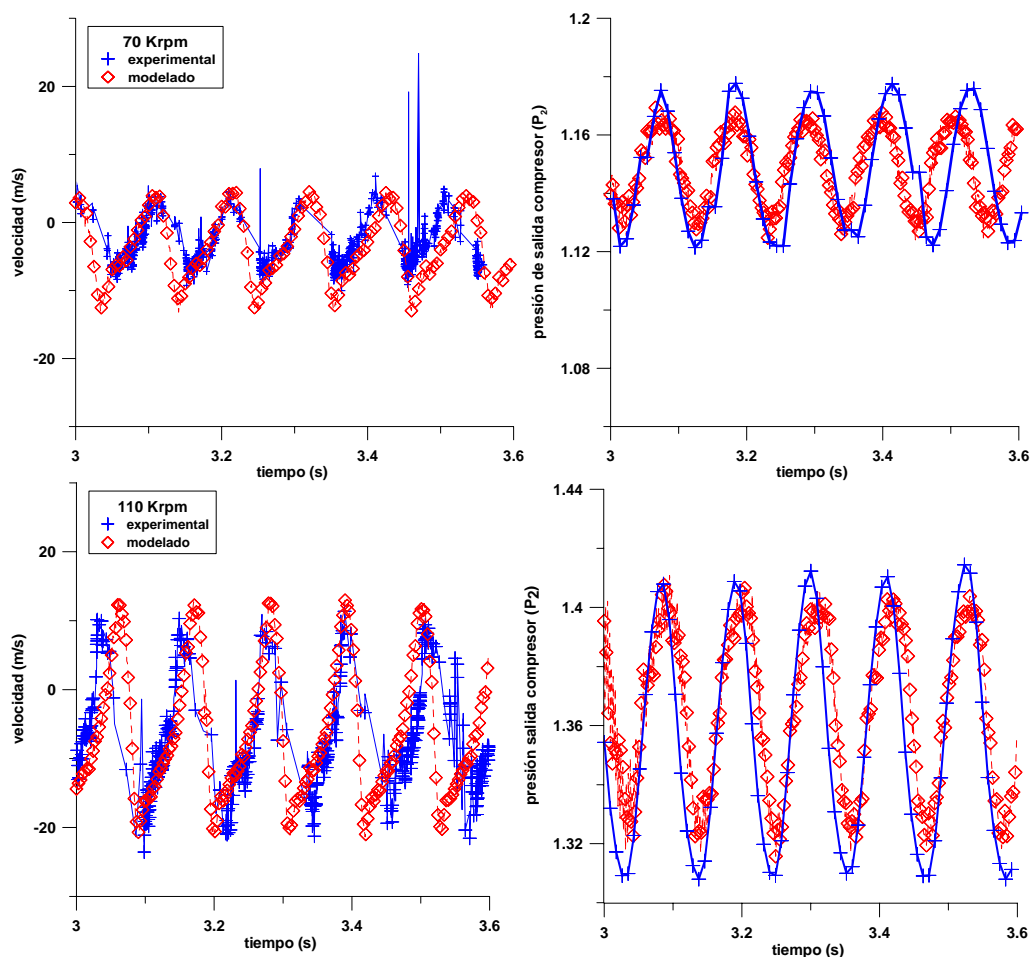 70 Krpm
experimental
modelado
20
0
-20
velocidad (m/s)
3
3.2
3.4
3.6
tiempo (s)
1.2
1.16
1.12
1.08
presión de salida compresor (P2)
3
3.2
3.4
3.6
tiempo (s)
110 Krpm
experimental
modelado
20
0
-20
velocidad (m/s)
3
3.2
3.4
3.6
tiempo (s)
1.44
1.4
1.36
1.32
presión salida compresor (P2)
3
3.2
3.4
3.6
tiempo (s)